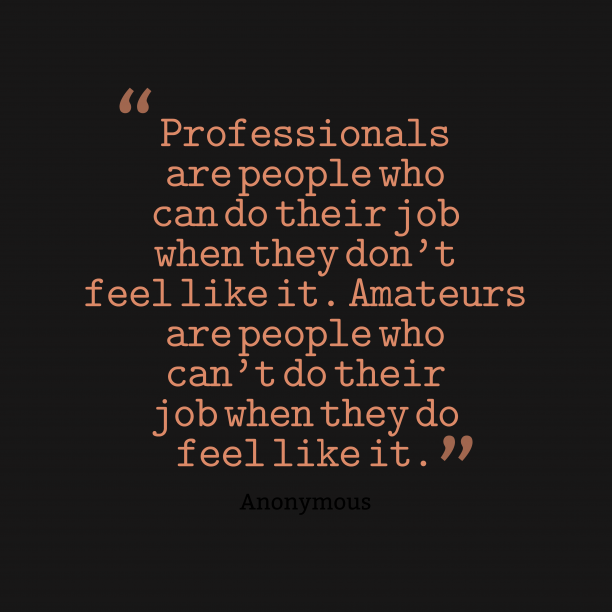 “Professionals
are people who
can do their job
when they don’t
feel like it. Amateurs
are people who
can’t do their
job when they do
feel like it.”
Anonymous